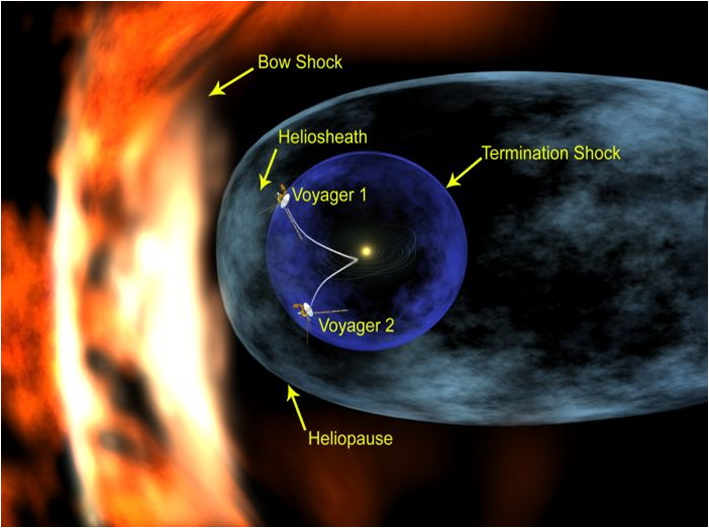 Bow Shock
Heliosheath
Termination Shock
Voyager 1
Voyager 2
Heliopause